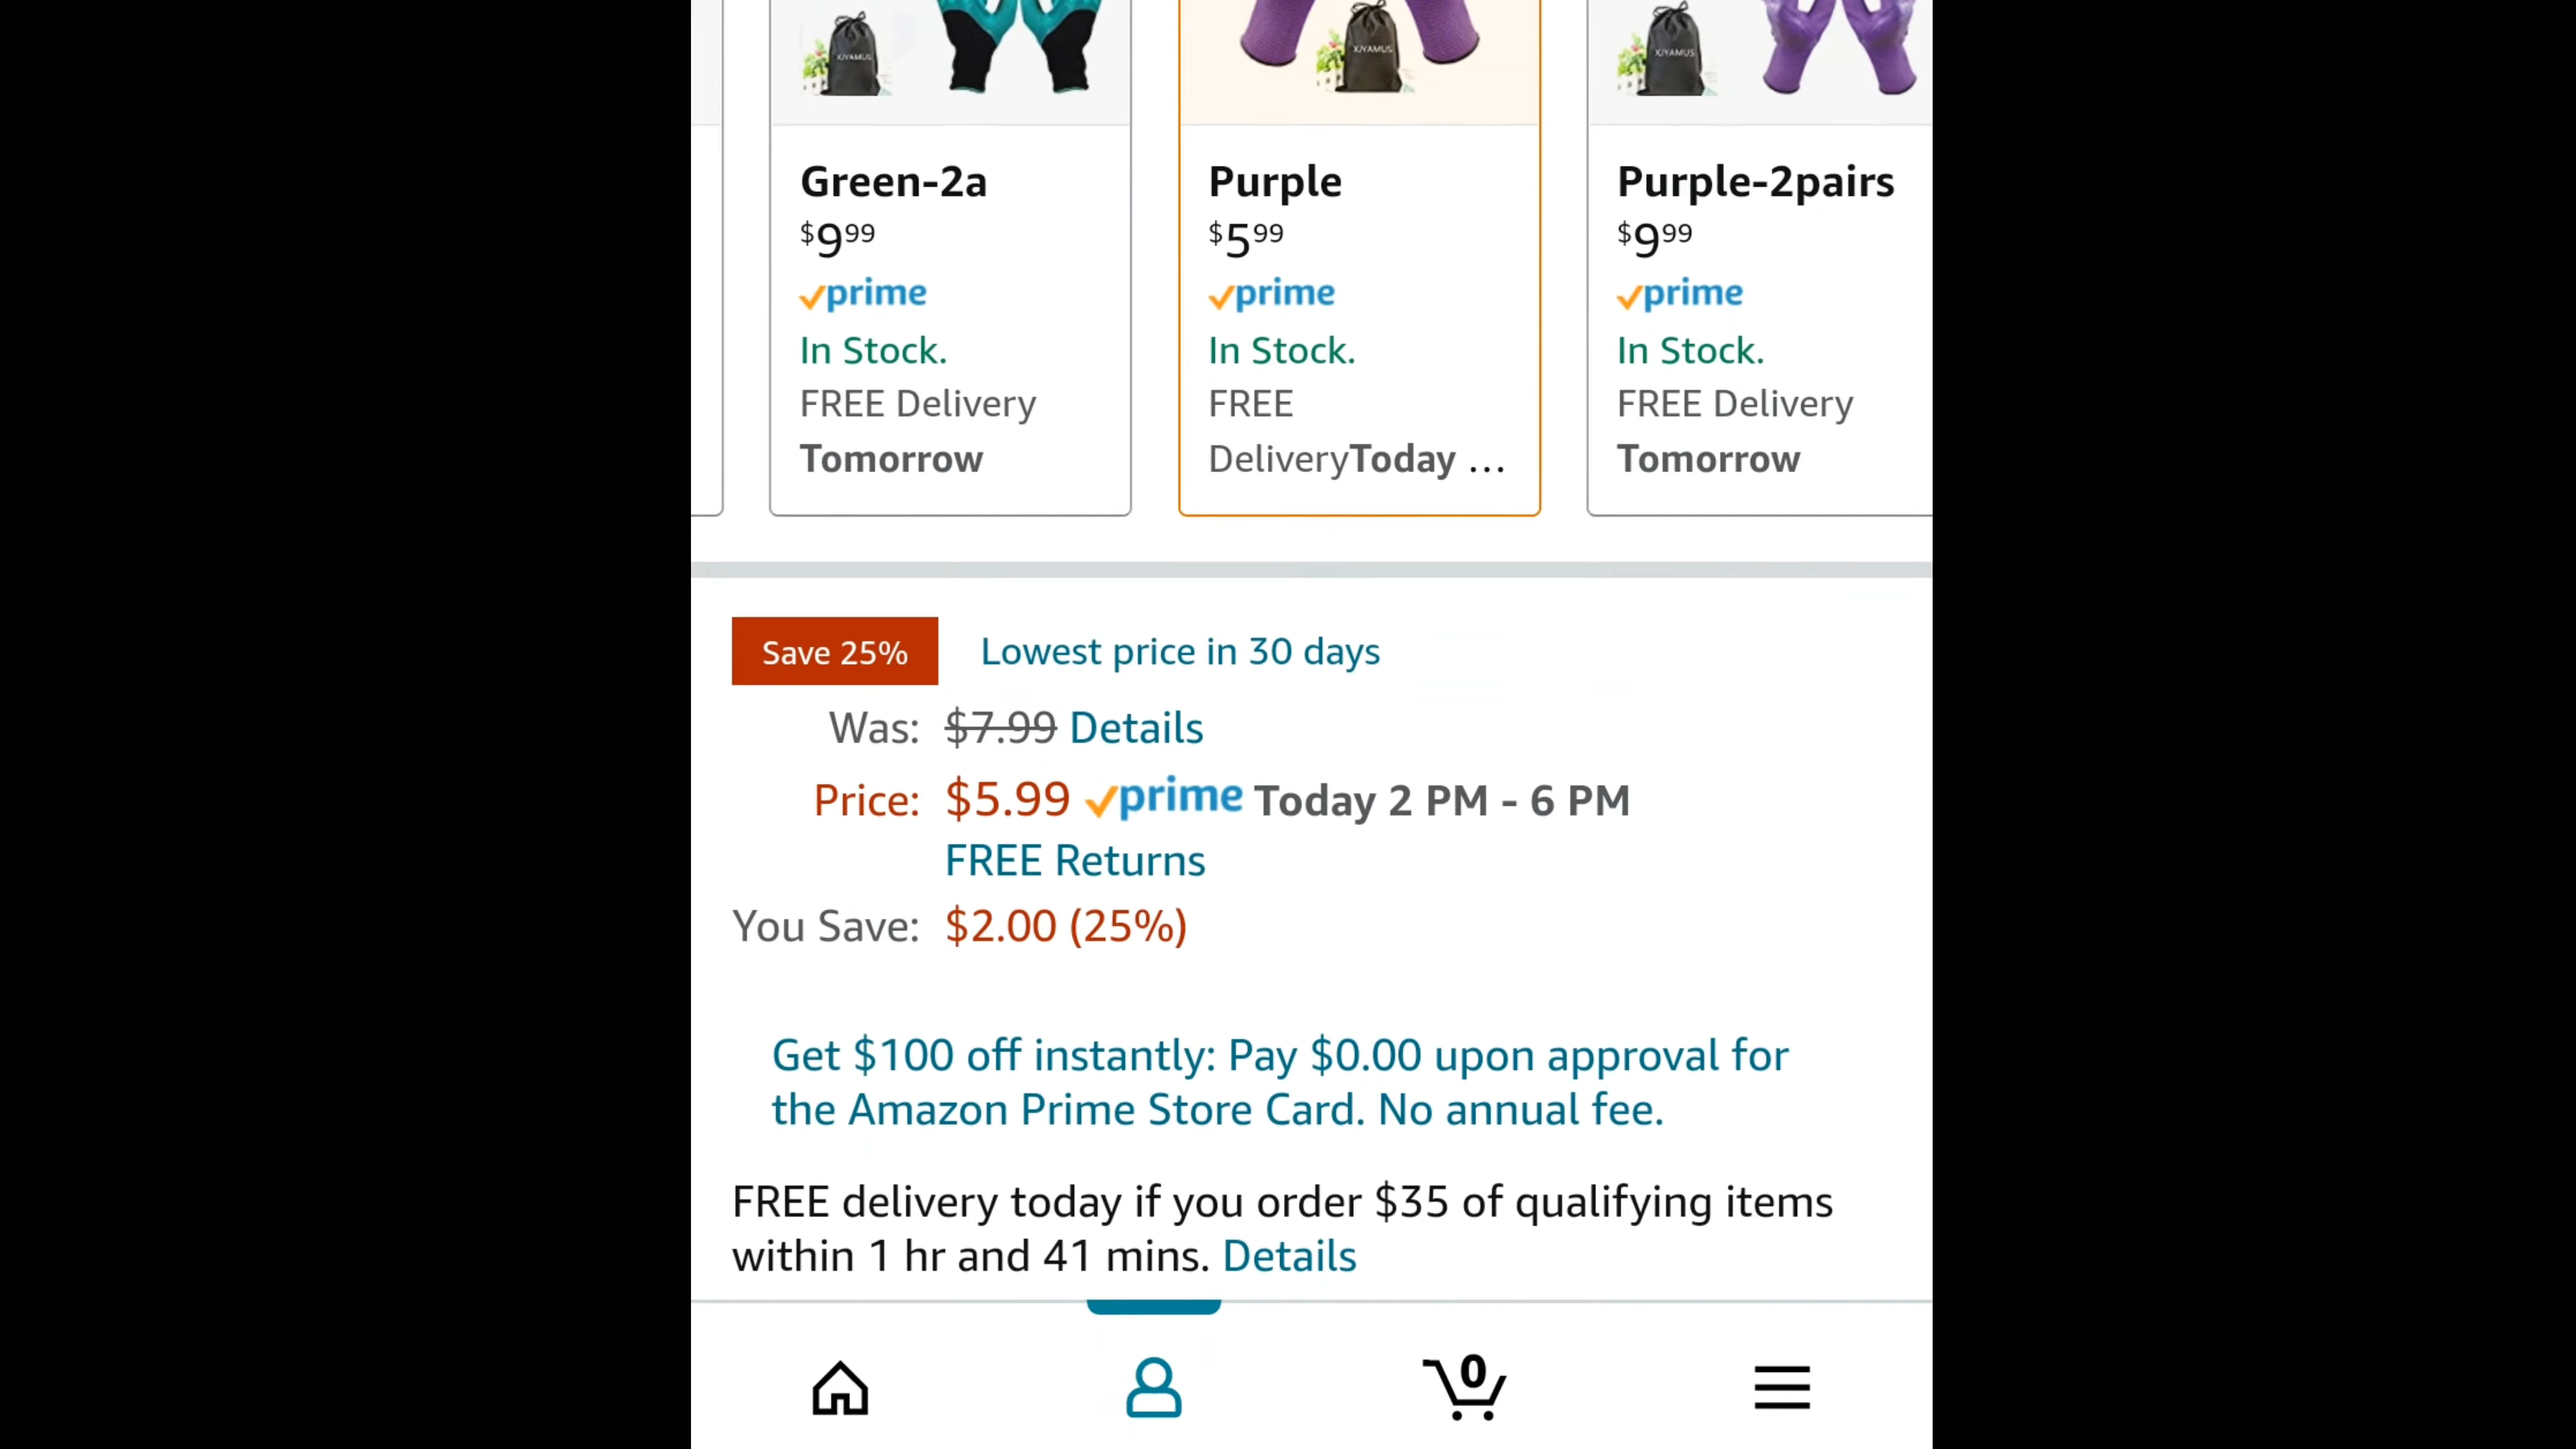 XJYAMUS
XJYAMUS
XJYAMUS
Green-2a
$9.99
prime
In Stock.
FREE Delivery
Tomorrow
Purple
$5.99
prime
In Stock.
FREE
DeliveryToday ...
Purple-2pairs
$9.99
prime
In Stock.
FREE Delivery
Tomorrow
Save 25% Lowest price in 30 days
Was: $7.99 Details
Price: $5.99 prime Today 2 PM - 6 PM
FREE Returns
You Save: $2.00 (25%)
Get $100 off instantly: Pay $0.00 upon approval for
the Amazon Prime Store Card. No annual fee.
FREE delivery today if you order $35 of qualifying items
within 1 hr and 41 mins. Details
0